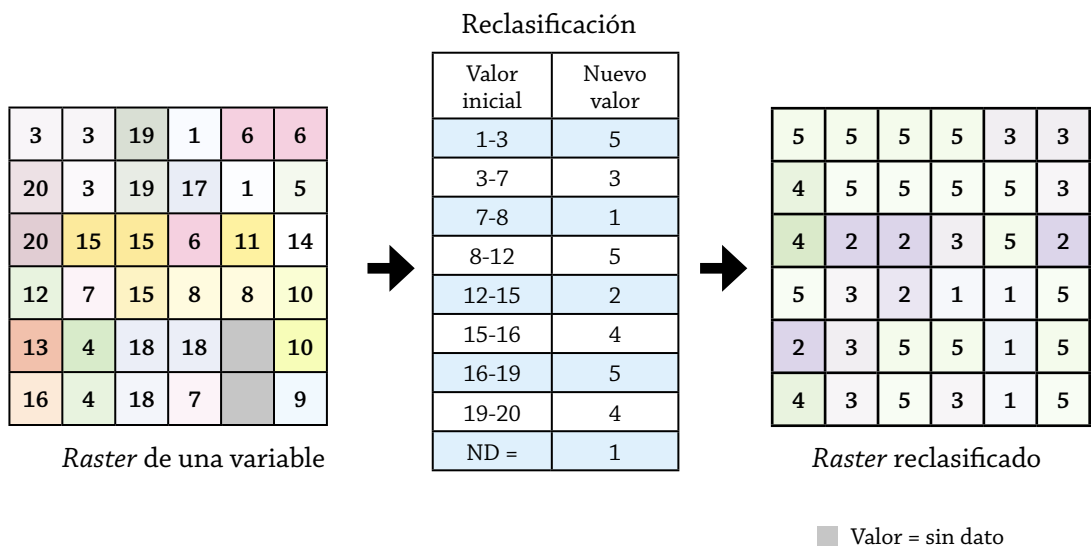 Reclasificación
3 3 19 1 6 6
20 3 19 17 1 5
20 15 15 6 11 14
12 7 15 8 8 10
13 4 18 18 10
16 4 18 7 9
Raster de una variable
Valor inicial Nuevo valor
1-3 5
3-7 3
7-8 1
8-12 5
12-15 2
15-16 4
16-19 5
19-20 4
ND = 1
5 5 5 5 3 3
4 5 5 5 5 3
4 2 2 3 5 2
5 3 2 1 1 5
2 3 5 5 1 5
4 3 5 3 1 5
Raster reclasificado
Valor = sin dato